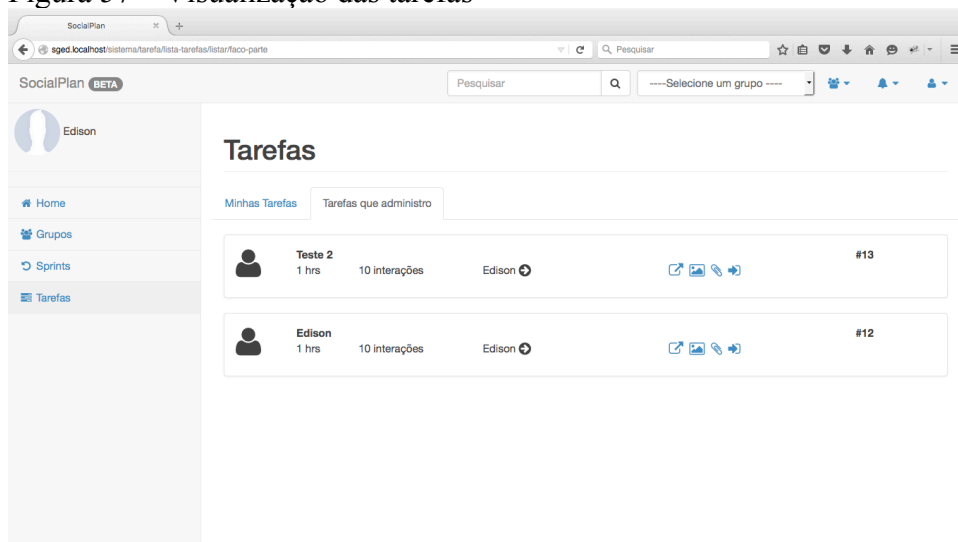 Figura 37 – Visualização das tarefas
SocialPlan
sged.localhost/sistema/tarefa/lista-tarefas/listar/faco-parte
Pesquisar
SocialPlan BETA
Pesquisar
----Selecione um grupo ----
Edison
Tarefas
Home
Grupos
Sprints
Tarefas
Minhas Tarefas
Tarefas que administro
Teste 2
#13
1 hrs
10 interações
Edison
Edison
#12
1 hrs
10 interações
Edison